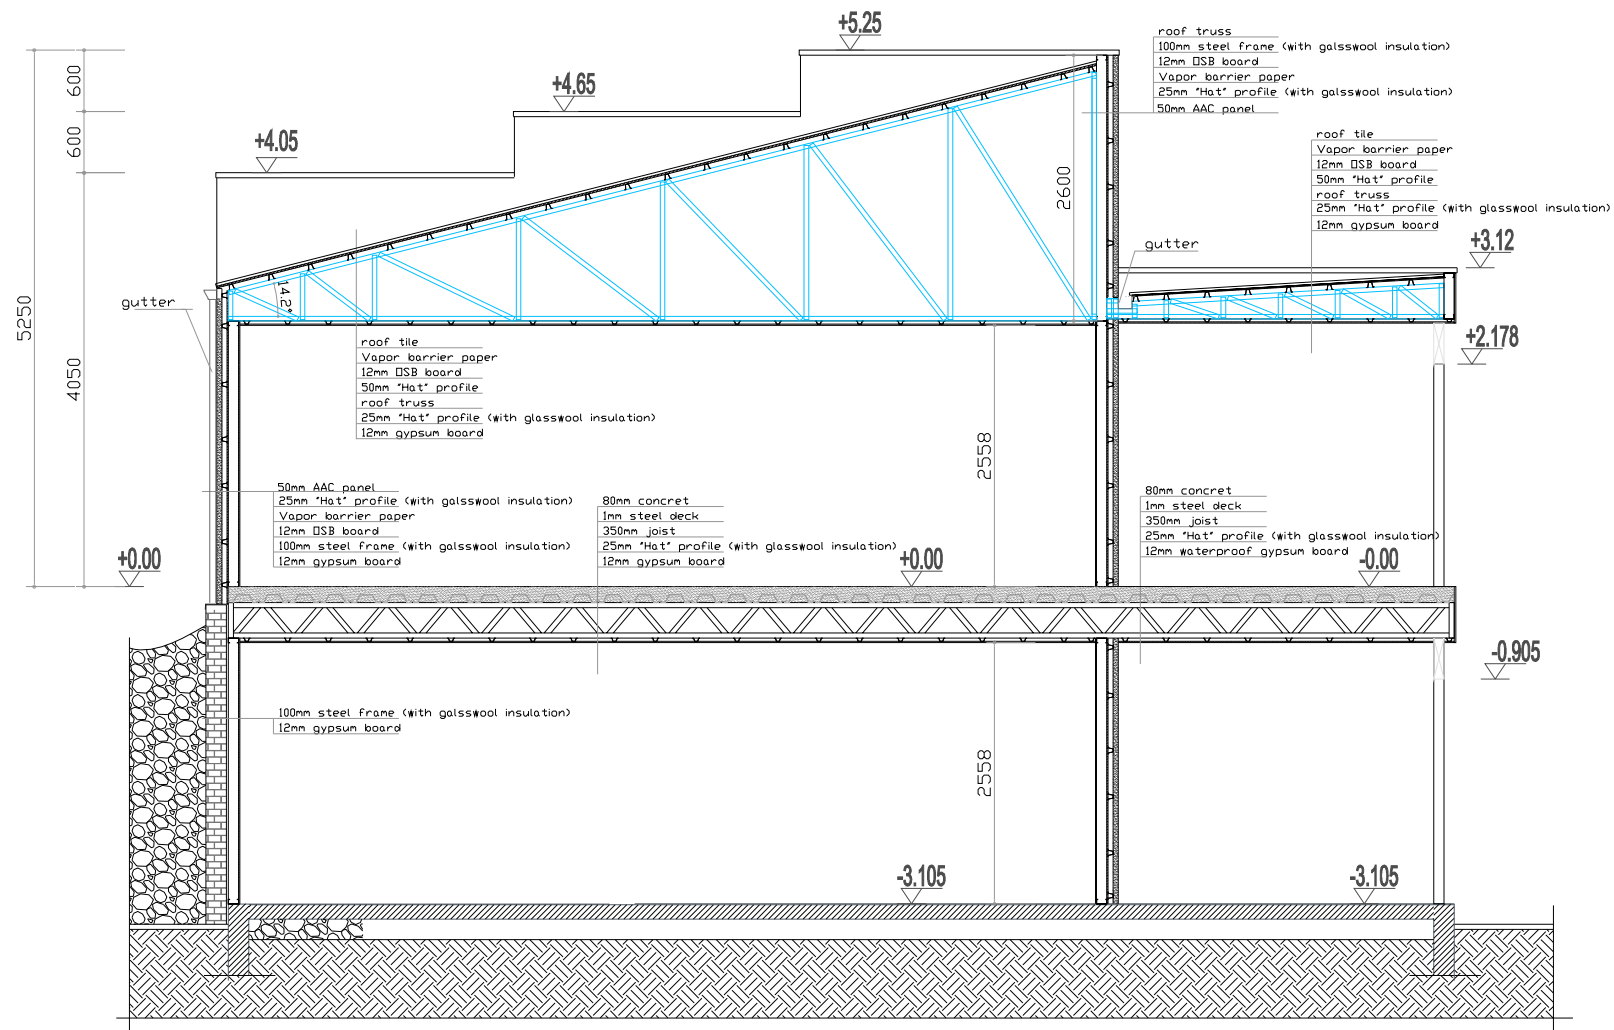 +5.25
roof truss
100mm steel frame (with galsswool insulation)
12mm OSB board
Vapor barrier paper
25mm "Hat" profile (with galsswool insulation)
50mm AAC panel
600
+4.65
600
+4.05
roof tile
Vapor barrier paper
12mm OSB board
50mm "Hat" profile
roof truss
25mm "Hat" profile (with glasswool insulation)
12mm gypsum board
2600
gutter
+3.12
14.2°
gutter
5250
4050
+2.178
roof tile
Vapor barrier paper
12mm OSB board
50mm "Hat" profile
roof truss
25mm "Hat" profile (with glasswool insulation)
12mm gypsum board
2558
50mm AAC panel
25mm "Hat" profile (with galsswool insulation)
Vapor barrier paper
12mm OSB board
100mm steel frame (with galsswool insulation)
12mm gypsum board
80mm concret
1mm steel deck
350mm joist
25mm "Hat" profile (with glasswool insulation)
12mm gypsum board
80mm concret
1mm steel deck
350mm joist
25mm "Hat" profile (with glasswool insulation)
12mm waterproof gypsum board
+0.00
+0.00
-0.00
-0.905
100mm steel frame (with galsswool insulation)
12mm gypsum board
2558
-3.105
-3.105